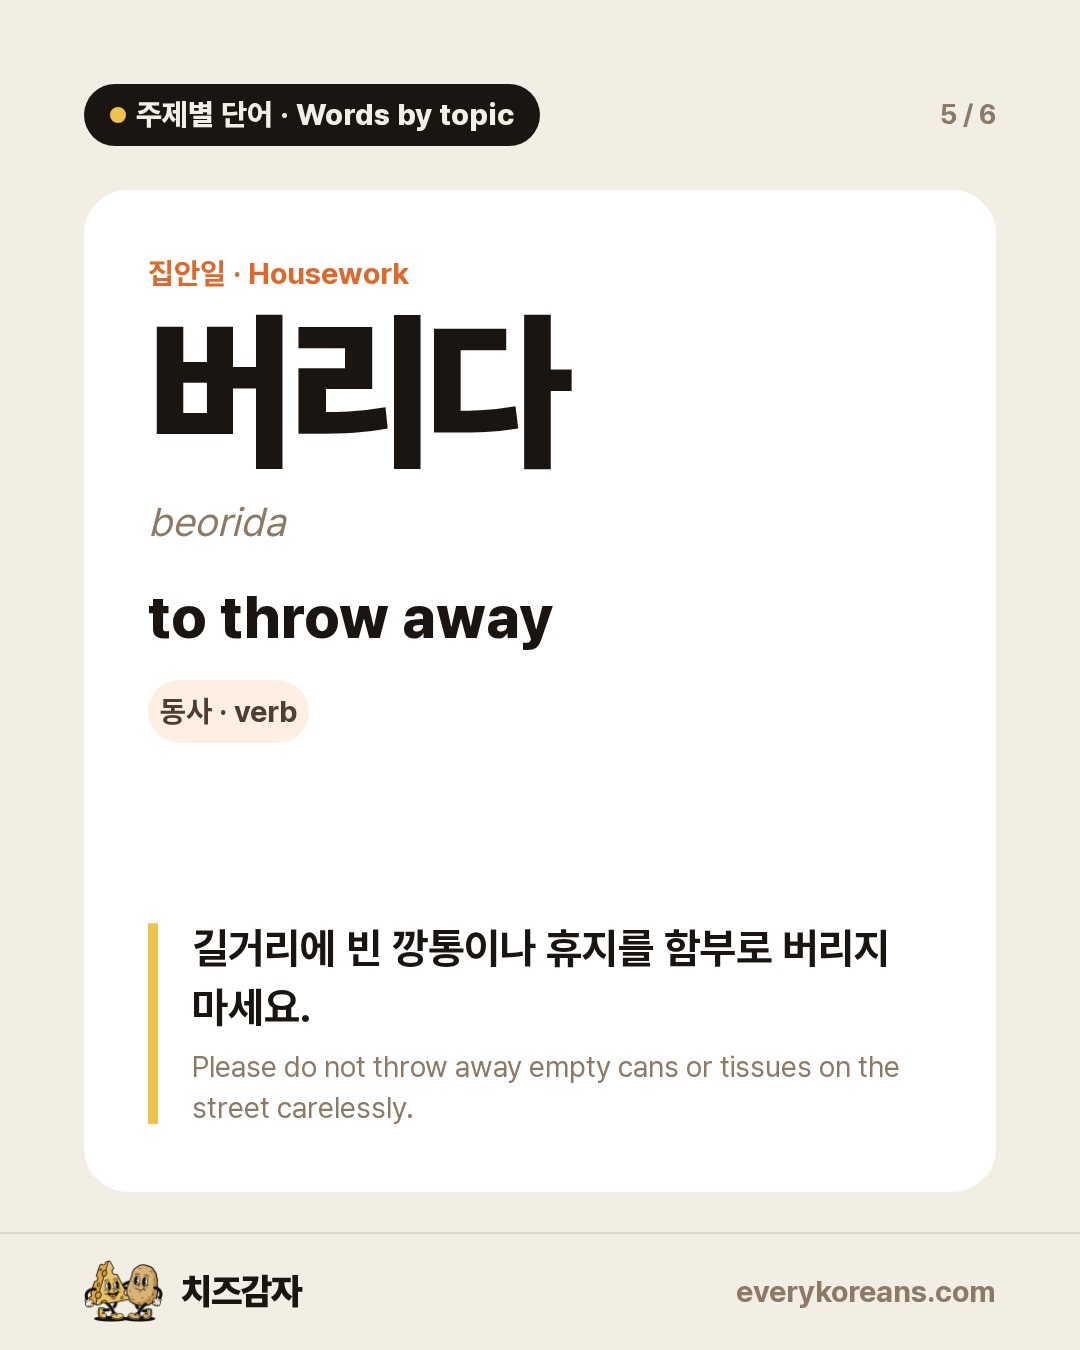 주제별 단어 · Words by topic
5 / 6
집안일 · Housework
버리다
beorida
to throw away
동사 · verb
길거리에 빈 깡통이나 휴지를 함부로 버리지
마세요.
Please do not throw away empty cans or tissues on the
street carelessly.
치즈감자
everykoreans.com